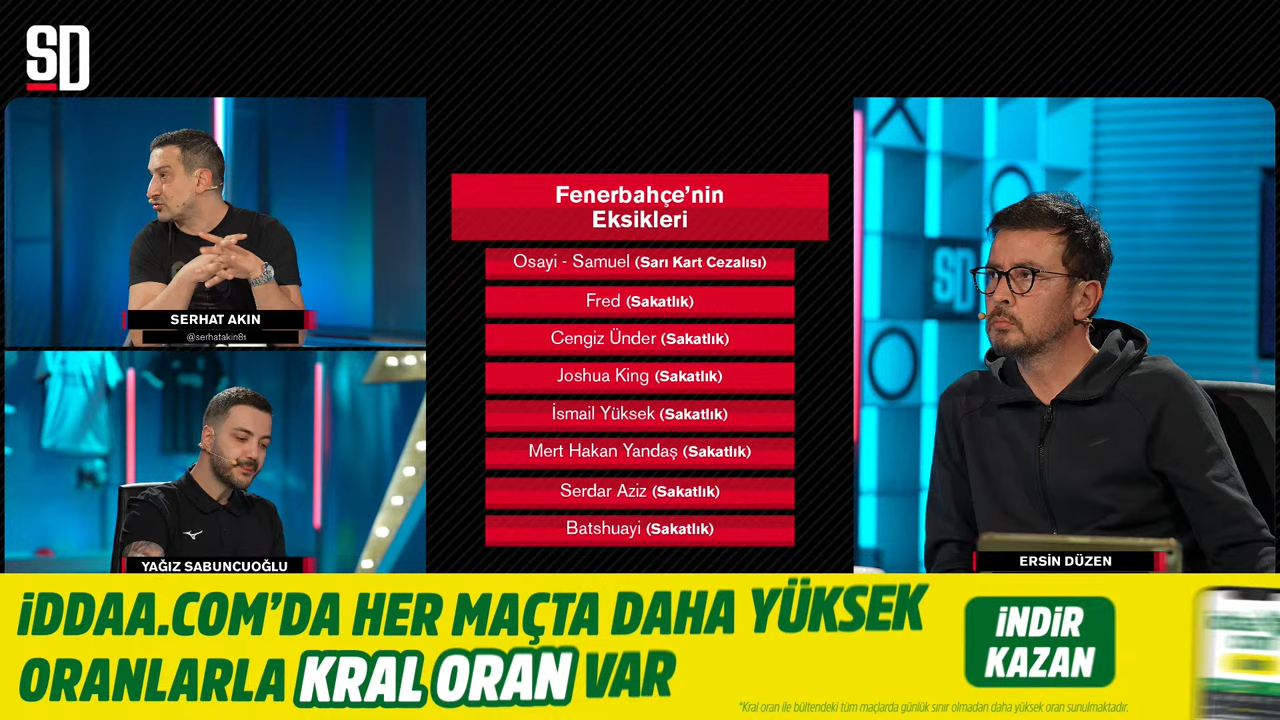 SD
SERHAT AKIN
@serhatakin81
YAĞIZ SABUNCUOĞLU
Fenerbahçe'nin
Eksikleri
Osayi - Samuel (Sarı Kart Cezalısı)
Fred (Sakatlık)
Cengiz Ünder (Sakatlık)
Joshua King (Sakatlık)
İsmail Yüksek (Sakatlık)
Mert Hakan Yandaş (Sakatlık)
Serdar Aziz (Sakatlık)
Batshuayi (Sakatlık)
SD
ERSİN DÜZEN
iDDAA.COM'DA HER MAÇTA DAHA YÜKSEK
ORANLARLA KRAL ORAN VAR
iNDiR
KAZAN
*Kral oran ile bültendeki tüm maçlarda günlük sınır olmadan daha yüksek oran sunulmaktadır.